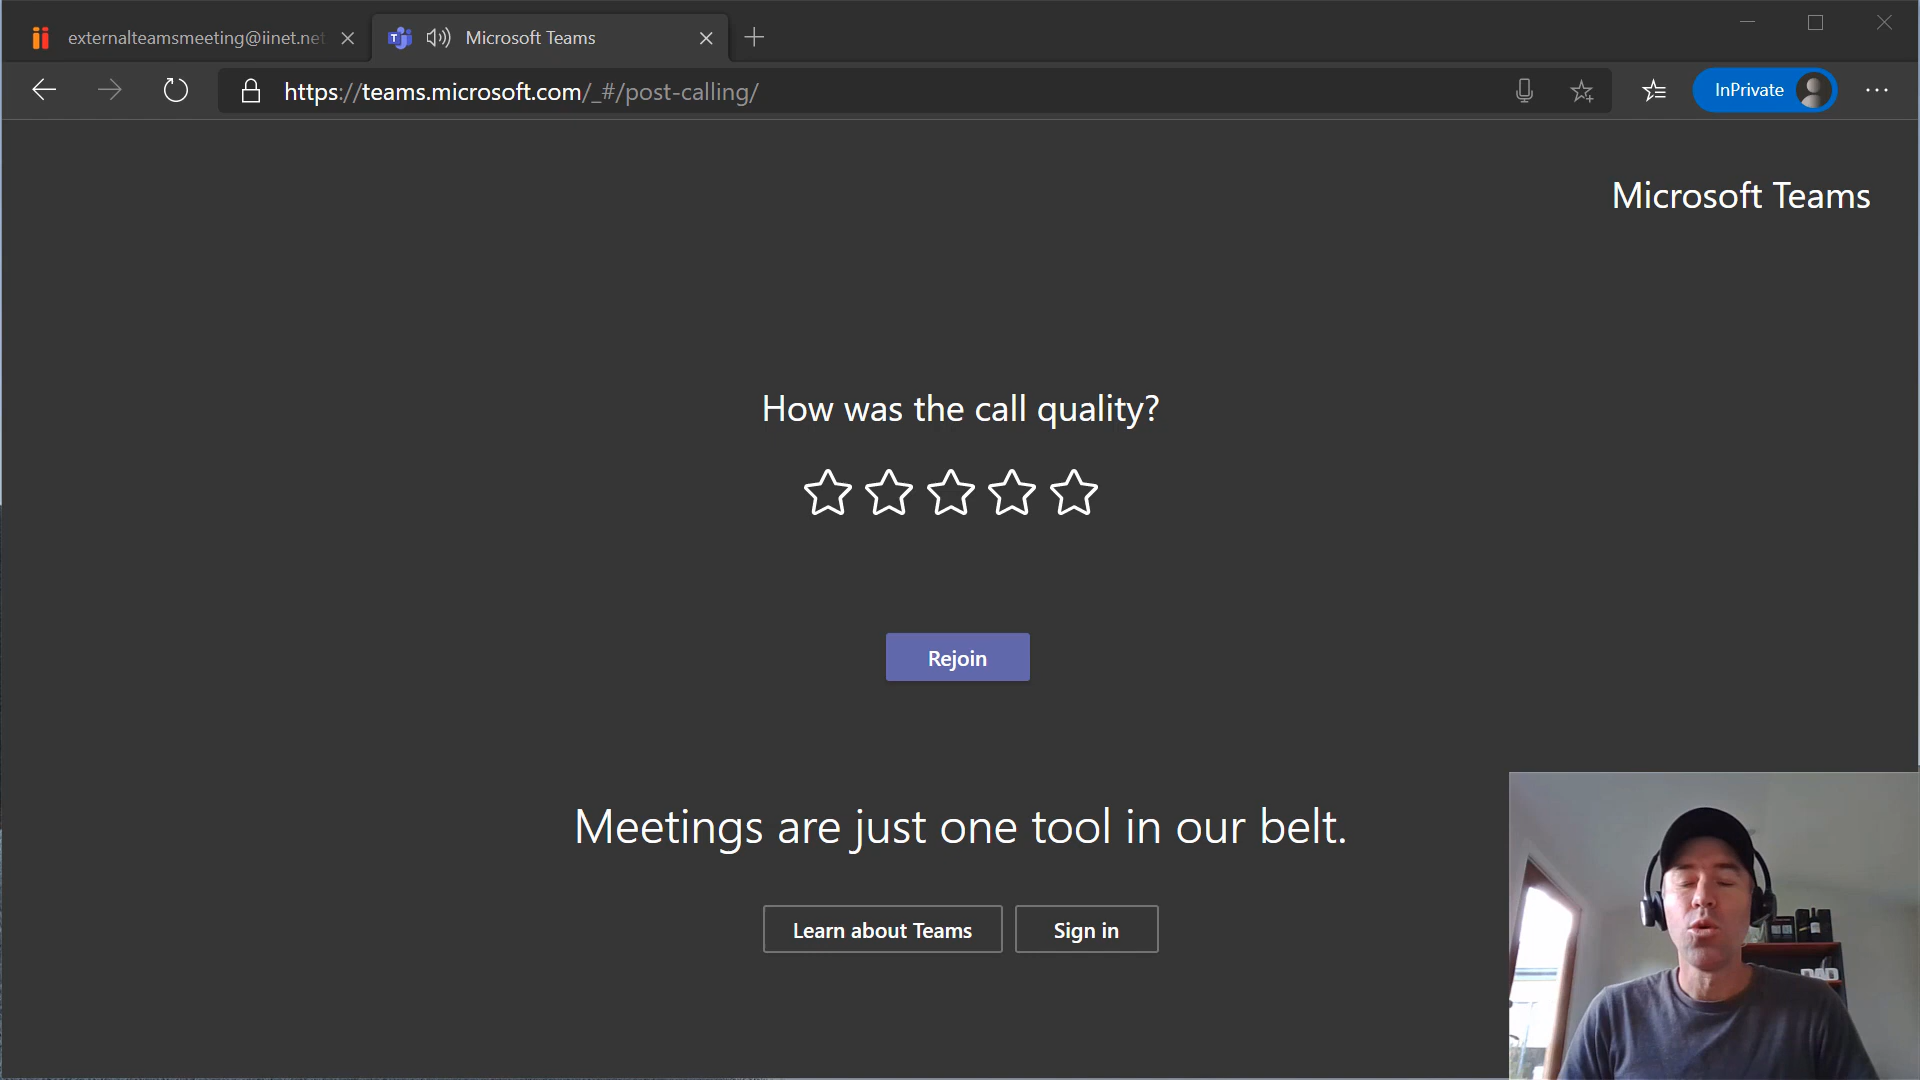 externalteamsmeeting@iinet.net
Microsoft Teams
https://teams.microsoft.com/_#/post-calling/
InPrivate
Microsoft Teams
How was the call quality?
Rejoin
Meetings are just one tool in our belt.
Learn about Teams
Sign in
DAD